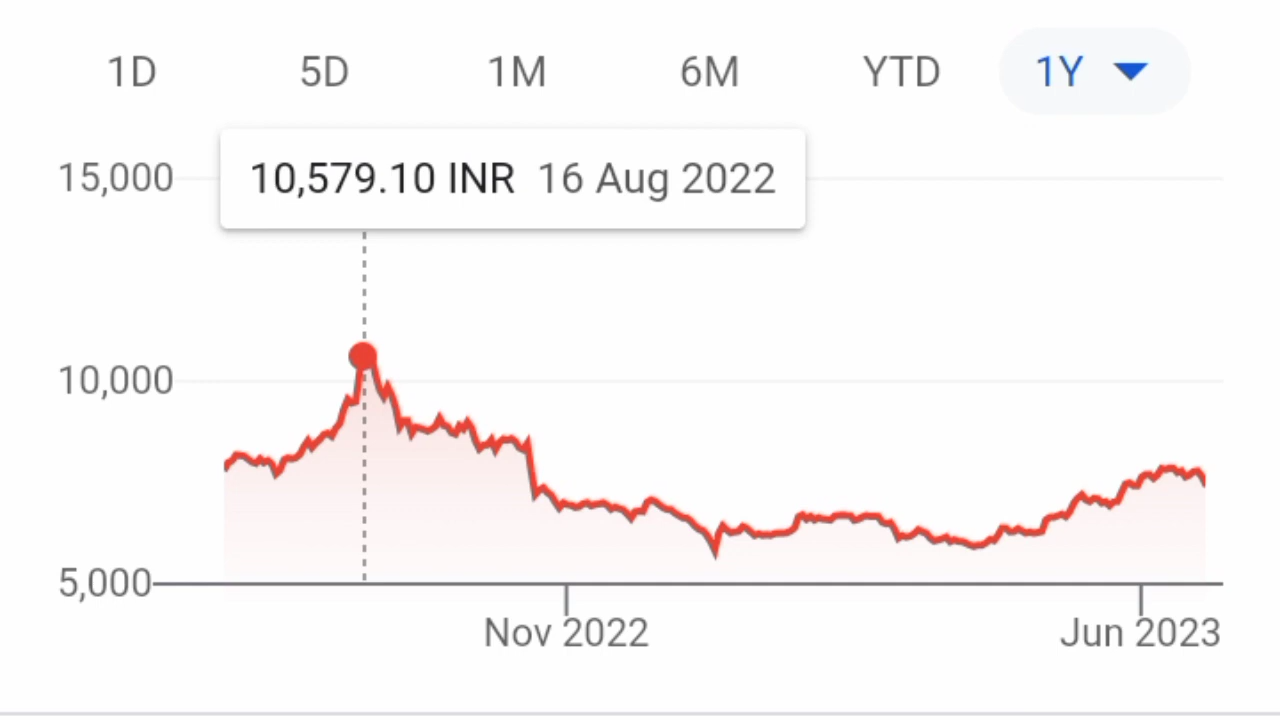 1D 5D 1M 6M YTD 1Y
15,000
10,579.10 INR 16 Aug 2022
10,000
5,000
Nov 2022 Jun 2023